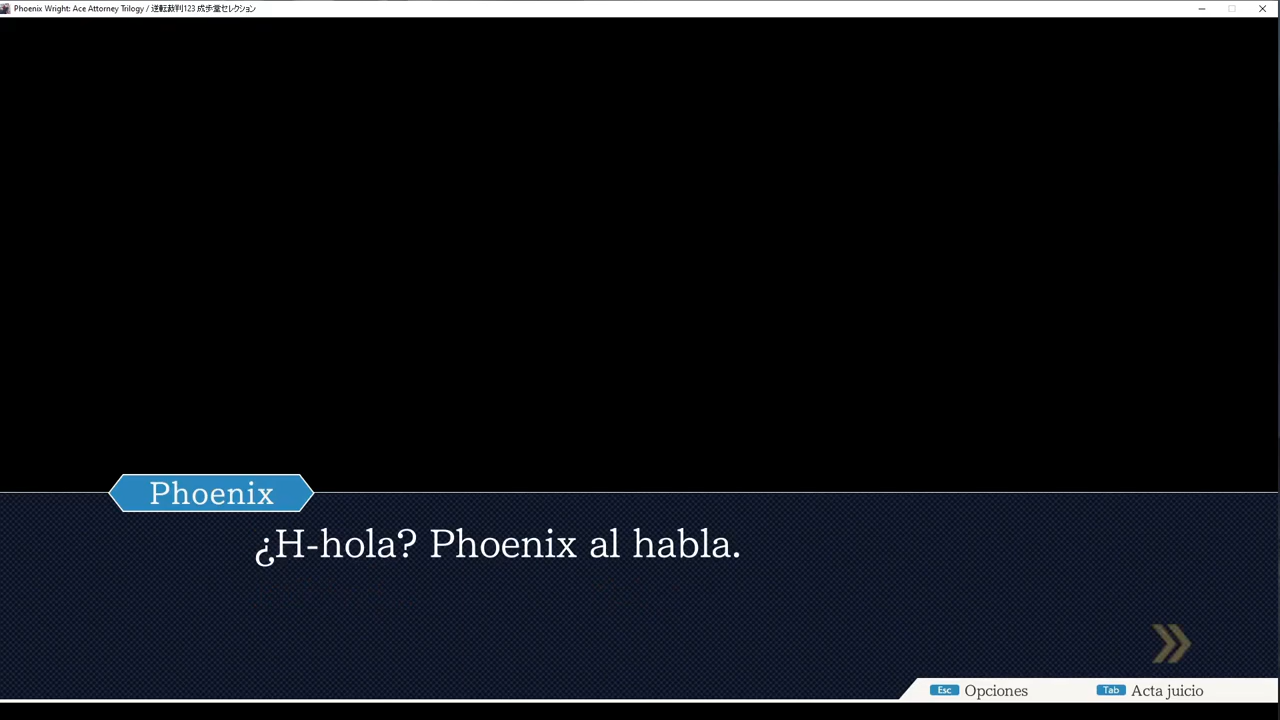 Phoenix Wright: Ace Attorney Trilogy / 逆転裁判123 成歩堂セレクション
Phoenix
¿H-hola? Phoenix al habla.
Esc Opciones Tab Acta juicio